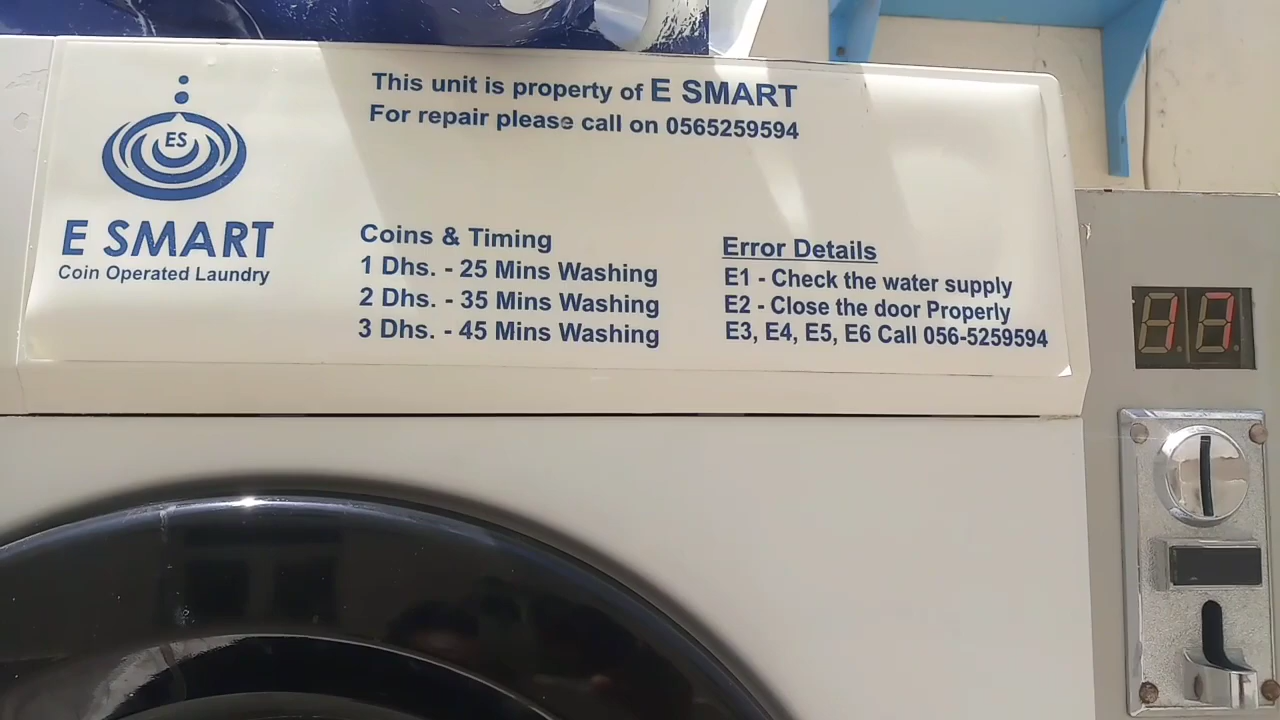 This unit is property of E SMART
For repair please call on 0565259594
ES
E SMART
Coin Operated Laundry
Coins & Timing
1 Dhs. - 25 Mins Washing
2 Dhs. - 35 Mins Washing
3 Dhs. - 45 Mins Washing
Error Details
E1 - Check the water supply
E2 - Close the door Properly
E3, E4, E5, E6 Call 056-5259594